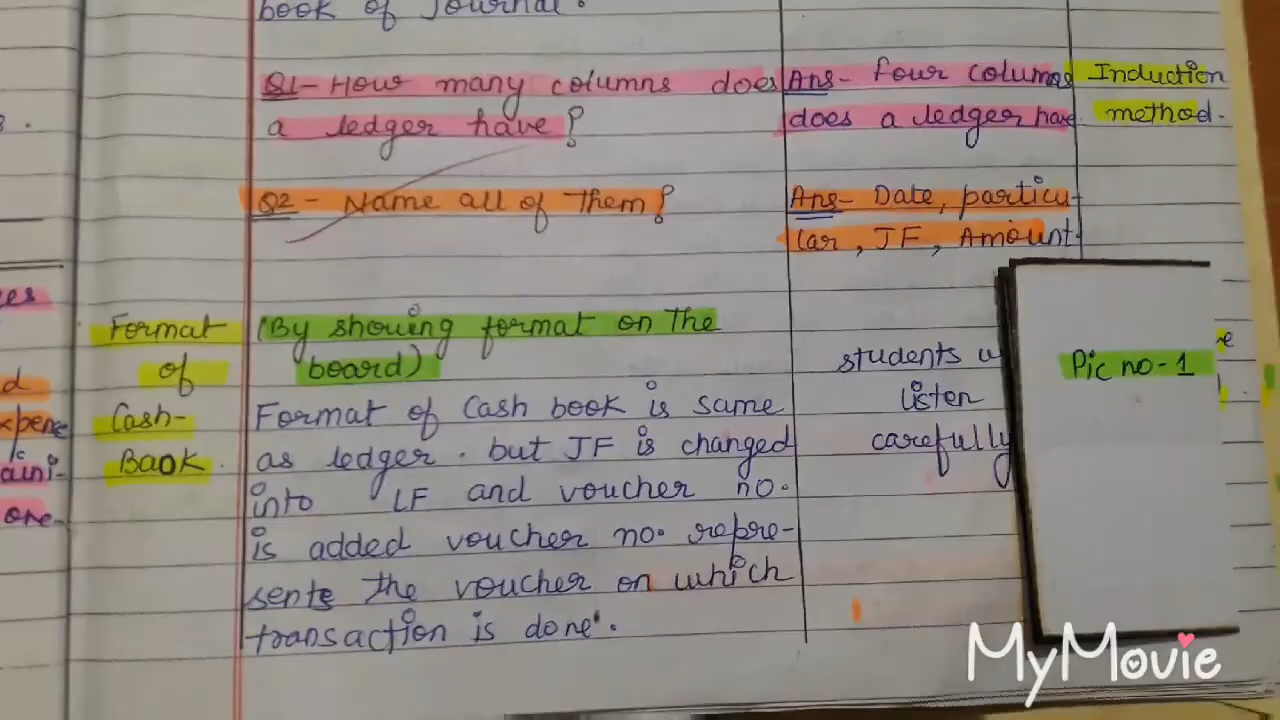 book of Journal.
Q1- How many columns does
a ledger have?
Ans- four columns
does a ledger have
Induction
method.
Q2 - Name all of them?
Ans- Date, particu-
lar, JF, Amount.
Format
of
Cash-
Book.
(By showing format on the
board)
Format of Cash book is same
as ledger. but JF is changed
into LF and voucher no.
is added voucher no. repre-
sents the voucher on which
transaction is done'.
students
listen
carefully
Pic no-1
MyMovie